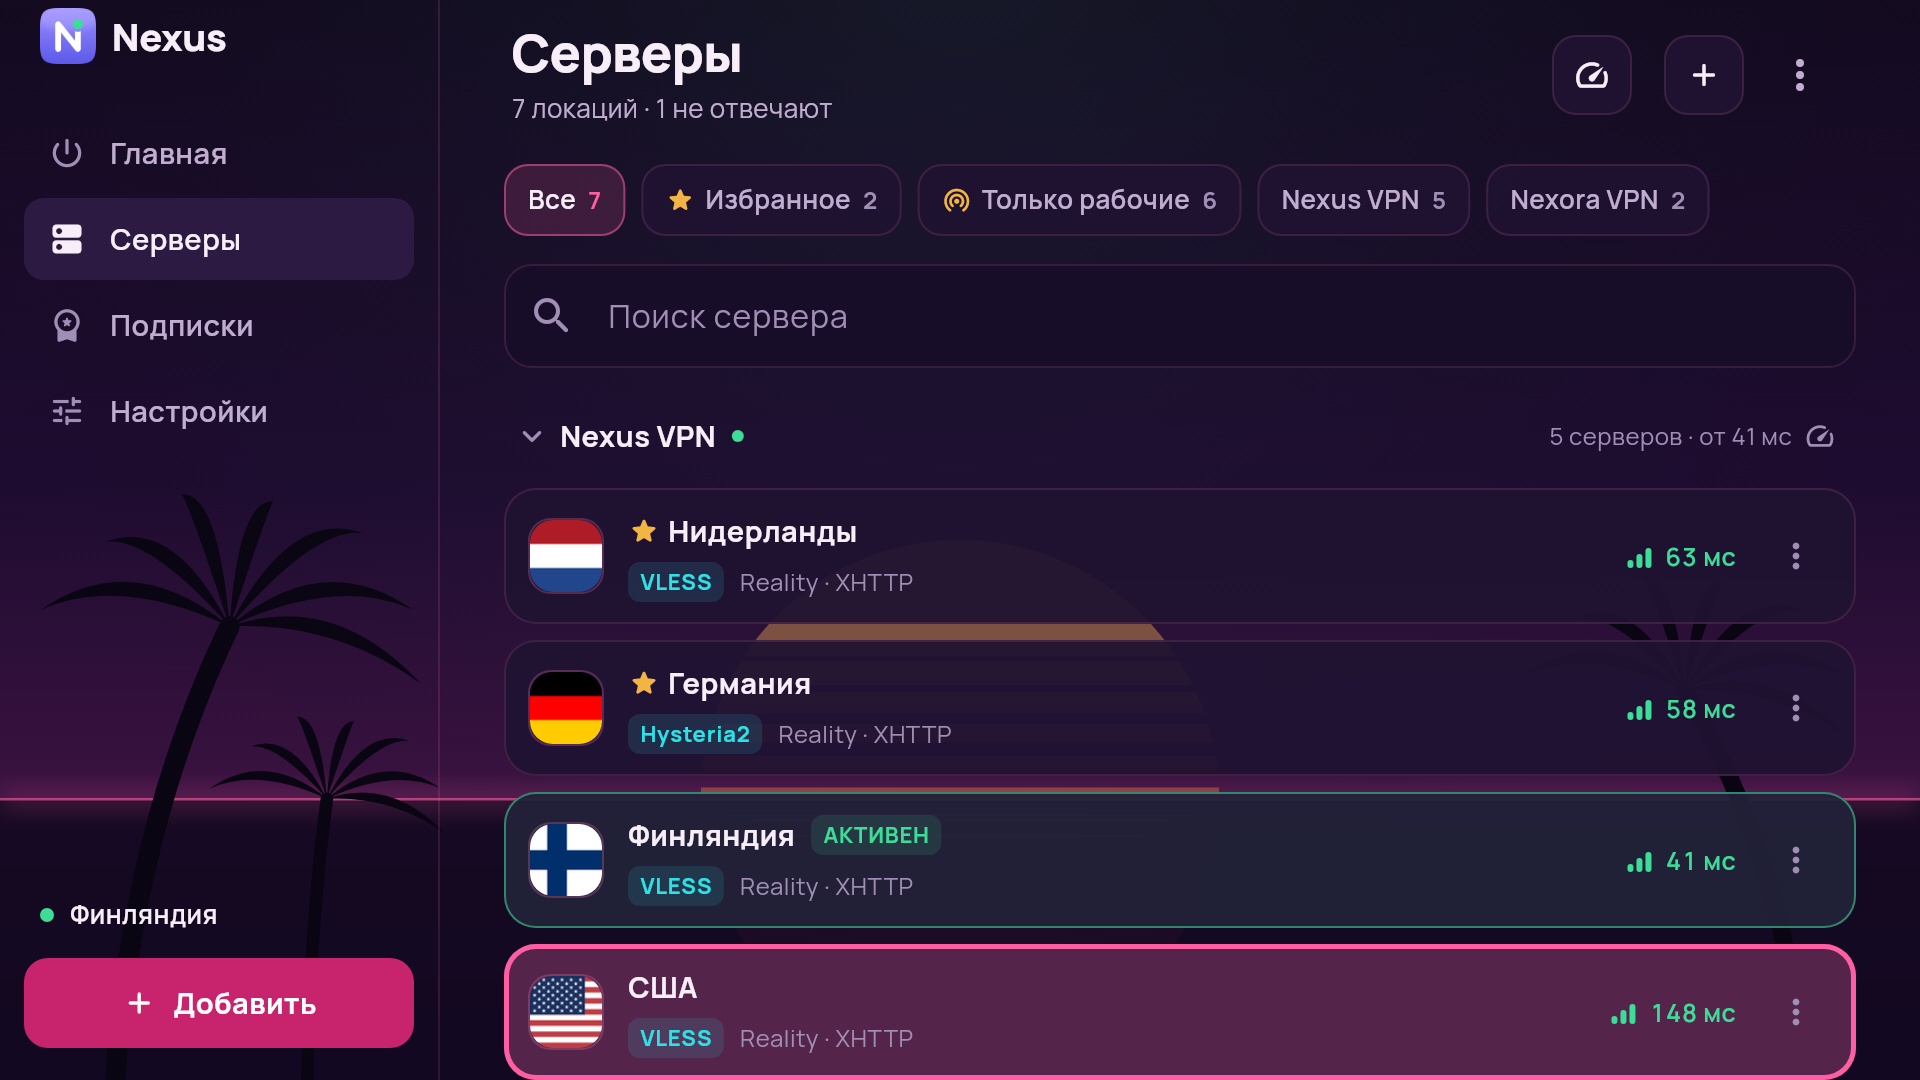 Nexus
Главная
Серверы
Подписки
Настройки
Финляндия
Добавить
Серверы
7 локаций · 1 не отвечают
Все 7
Избранное 2
Только рабочие 6
Nexus VPN 5
Nexora VPN 2
Поиск сервера
Nexus VPN
5 серверов · от 41 мс
Нидерланды
VLESS Reality · XHTTP
63 мс
Германия
Hysteria2 Reality · XHTTP
58 мс
Финляндия АКТИВЕН
VLESS Reality · XHTTP
41 мс
США
VLESS Reality · XHTTP
148 мс